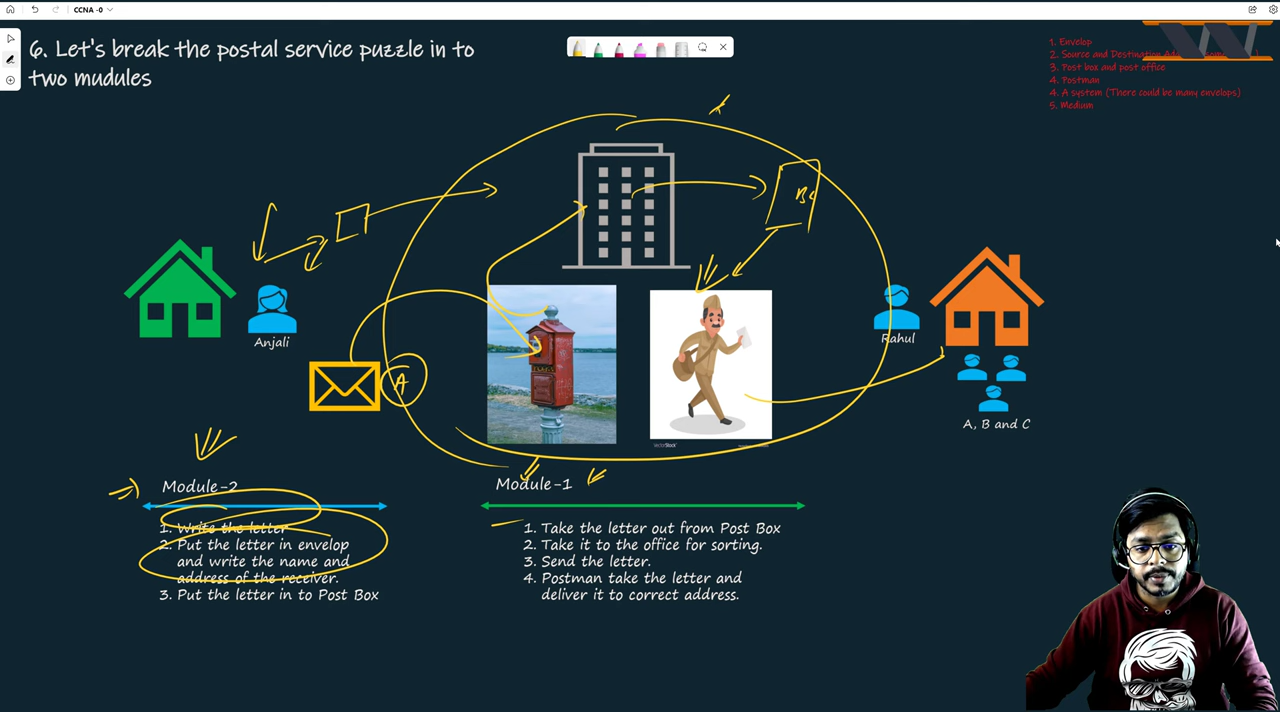 CCNA -0
6. Let's break the postal service puzzle in to
two mudules
1. Envelop
2. Source and Destination
3. Post box and post office
4. Postman
4. A system (There could be many envelops)
5. Medium
Anjali
A
Rahul
A, B and C
VectorStock
Module-2
1. Write the letter
2. Put the letter in envelop
and write the name and
address of the receiver.
3. Put the letter in to Post Box
Module-1
1. Take the letter out from Post Box
2. Take it to the office for sorting.
3. Send the letter.
4. Postman take the letter and
deliver it to correct address.